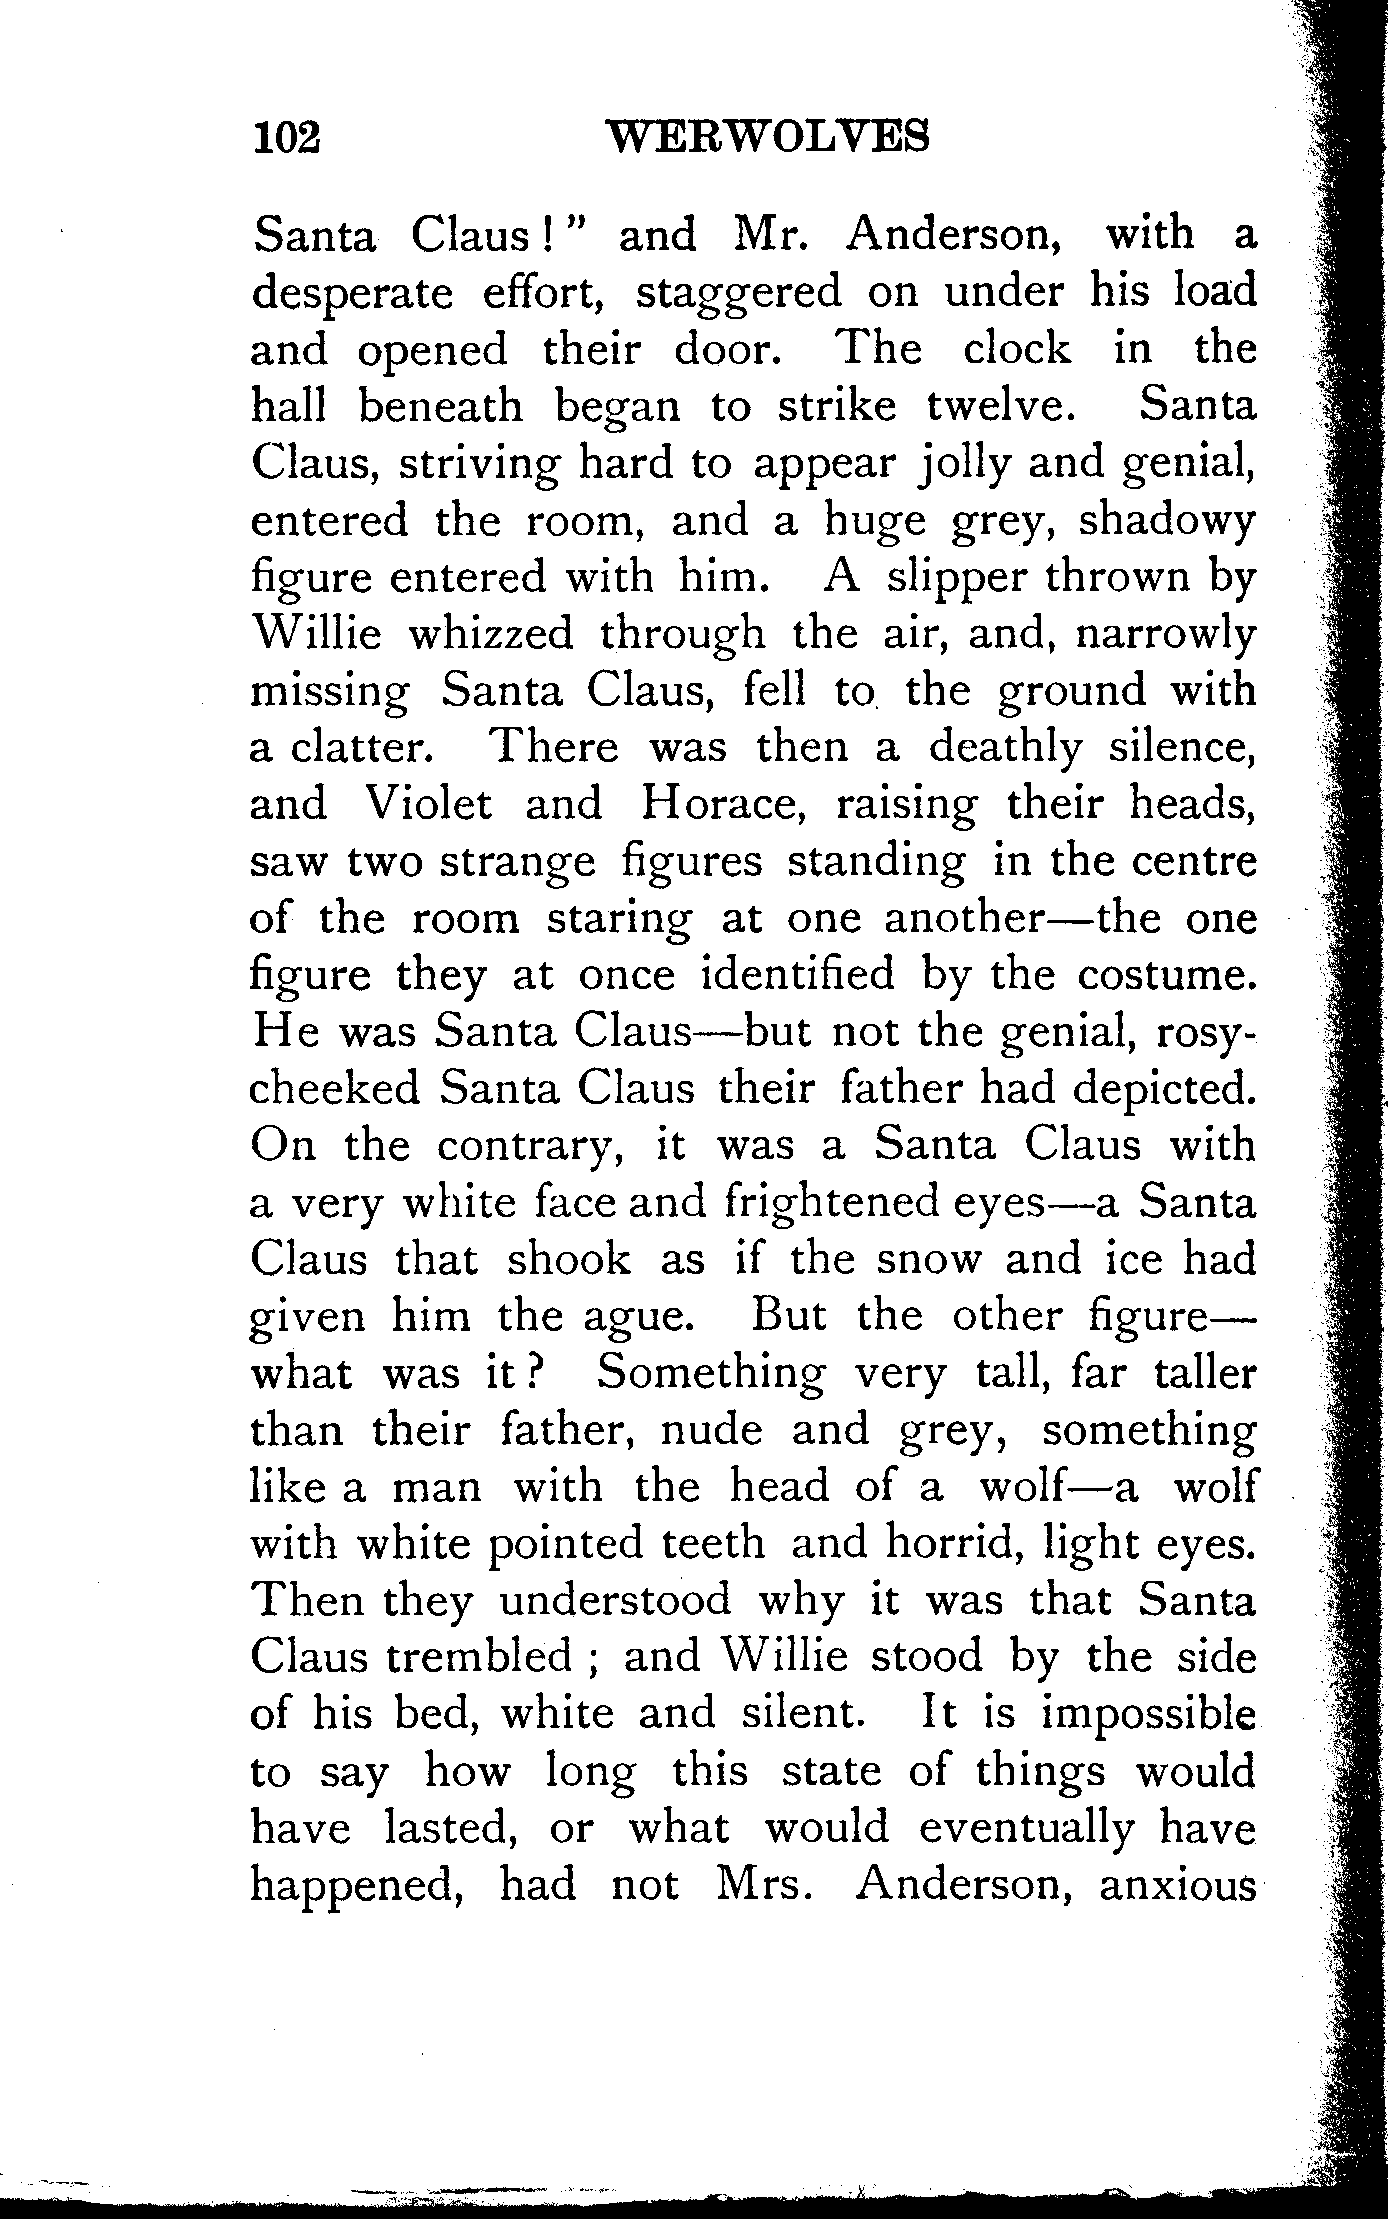 102 WERWOLVES
Santa Claus ! " and Mr. Anderson, with a
desperate effort, staggered on under his load
and opened their door. The clock in the
hall beneath began to strike twelve. Santa
Claus, striving hard to appear jolly and genial,
entered the room, and a huge grey, shadowy
figure entered with him. A slipper thrown by
Willie whizzed through the air, and, narrowly
missing Santa Claus, fell to the ground with
a clatter. There was then a deathly silence,
and Violet and Horace, raising their heads,
saw two strange figures standing in the centre
of the room staring at one another—the one
figure they at once identified by the costume.
He was Santa Claus—but not the genial, rosy-
cheeked Santa Claus their father had depicted.
On the contrary, it was a Santa Claus with
a very white face and frightened eyes—a Santa
Claus that shook as if the snow and ice had
given him the ague. But the other figure—
what was it ? Something very tall, far taller
than their father, nude and grey, something
like a man with the head of a wolf—a wolf
with white pointed teeth and horrid, light eyes.
Then they understood why it was that Santa
Claus trembled ; and Willie stood by the side
of his bed, white and silent. It is impossible
to say how long this state of things would
have lasted, or what would eventually have
happened, had not Mrs. Anderson, anxious